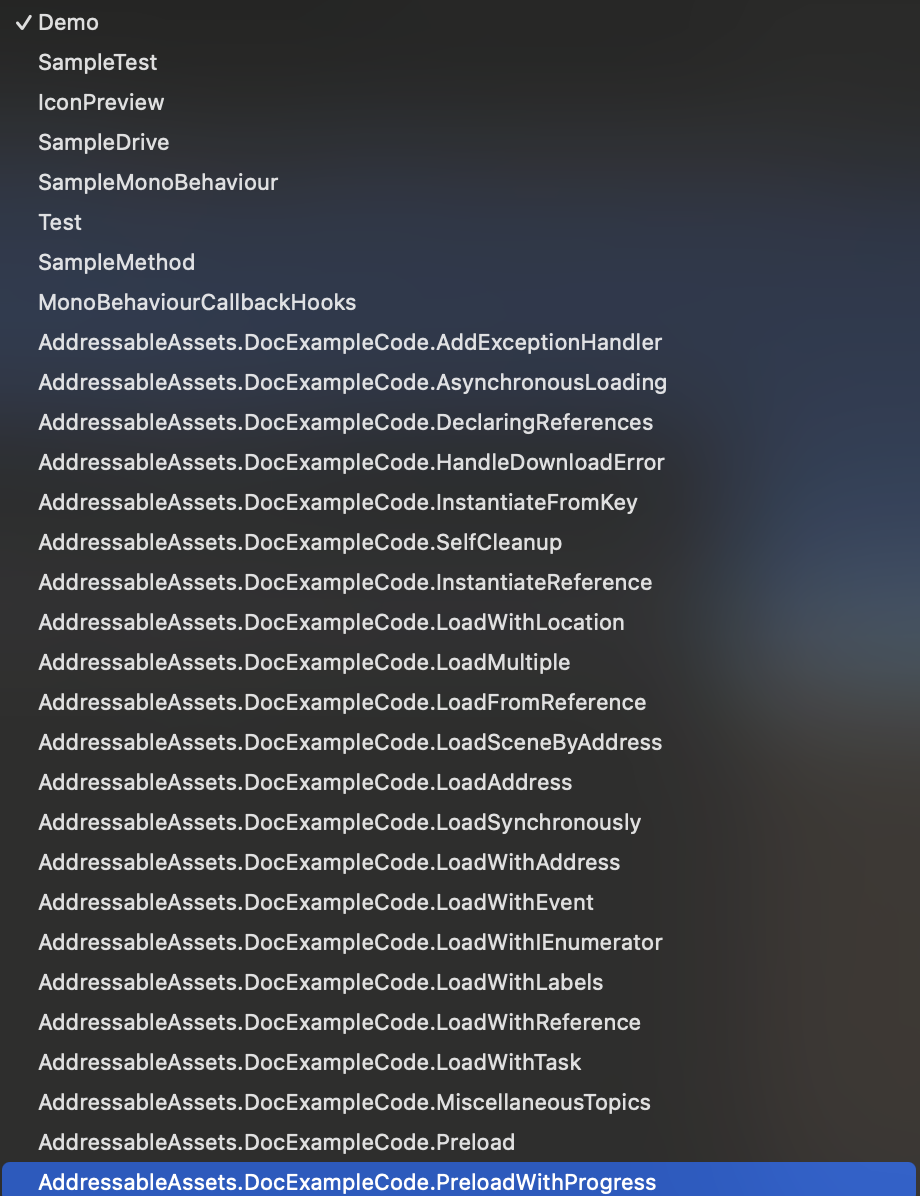 ✓ Demo
SampleTest
IconPreview
SampleDrive
SampleMonoBehaviour
Test
SampleMethod
MonoBehaviourCallbackHooks
AddressableAssets.DocExampleCode.AddExceptionHandler
AddressableAssets.DocExampleCode.AsynchronousLoading
AddressableAssets.DocExampleCode.DeclaringReferences
AddressableAssets.DocExampleCode.HandleDownloadError
AddressableAssets.DocExampleCode.InstantiateFromKey
AddressableAssets.DocExampleCode.SelfCleanup
AddressableAssets.DocExampleCode.InstantiateReference
AddressableAssets.DocExampleCode.LoadWithLocation
AddressableAssets.DocExampleCode.LoadMultiple
AddressableAssets.DocExampleCode.LoadFromReference
AddressableAssets.DocExampleCode.LoadSceneByAddress
AddressableAssets.DocExampleCode.LoadAddress
AddressableAssets.DocExampleCode.LoadSynchronously
AddressableAssets.DocExampleCode.LoadWithAddress
AddressableAssets.DocExampleCode.LoadWithEvent
AddressableAssets.DocExampleCode.LoadWithIEnumerator
AddressableAssets.DocExampleCode.LoadWithLabels
AddressableAssets.DocExampleCode.LoadWithReference
AddressableAssets.DocExampleCode.LoadWithTask
AddressableAssets.DocExampleCode.MiscellaneousTopics
AddressableAssets.DocExampleCode.Preload
AddressableAssets.DocExampleCode.PreloadWithProgress